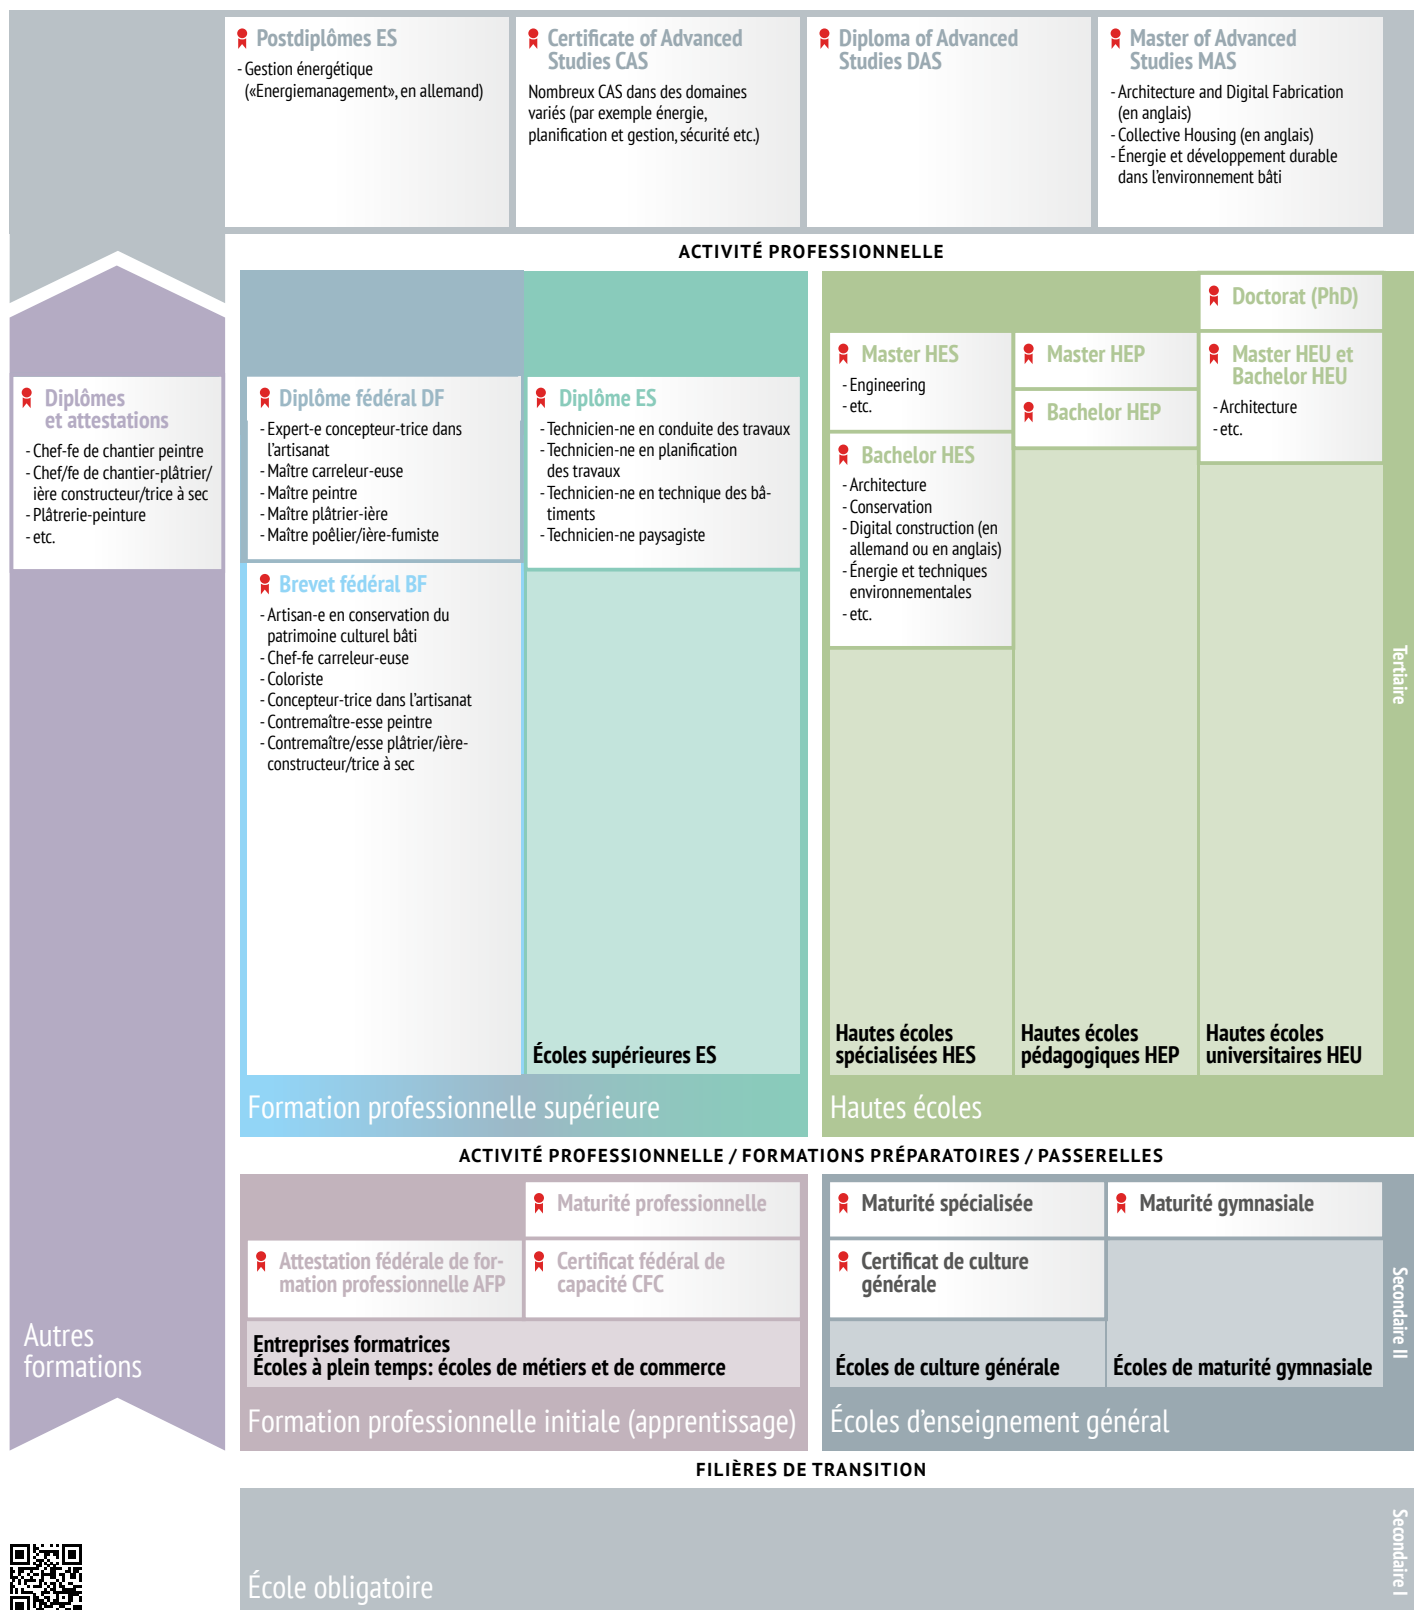 Postdiplômes ES
- Gestion énergétique
(«Energiemanagement», en allemand)
Certificate of Advanced
Studies CAS
Nombreux CAS dans des domaines
variés (par exemple énergie,
planification et gestion, sécurité etc.)
Diploma of Advanced
Studies DAS
Master of Advanced
Studies MAS
- Architecture and Digital Fabrication
(en anglais)
- Collective Housing (en anglais)
- Énergie et développement durable
dans l'environnement bâti
ACTIVITÉ PROFESSIONNELLE
Diplômes
et attestations
- Chef-fe de chantier peintre
- Chef/fe de chantier-plâtrier/
ière constructeur/trice à sec
- Plâtrerie-peinture
- etc.
Autres
formations
Diplôme fédéral DF
- Expert-e concepteur-trice dans
l'artisanat
- Maître carreleur-euse
- Maître peintre
- Maître plâtrier-ière
- Maître poêlier/ière-fumiste
Brevet fédéral BF
- Artisan-e en conservation du
patrimoine culturel bâti
- Chef-fe carreleur-euse
- Coloriste
- Concepteur-trice dans l'artisanat
- Contremaître-esse peintre
- Contremaître/esse plâtrier/ière-
constructeur/trice à sec
Diplôme ES
- Technicien-ne en conduite des travaux
- Technicien-ne en planification
des travaux
- Technicien-ne en technique des bâ-
timents
- Technicien-ne paysagiste
Écoles supérieures ES
Formation professionnelle supérieure
Master HES
- Engineering
- etc.
Bachelor HES
- Architecture
- Conservation
- Digital construction (en
allemand ou en anglais)
- Énergie et techniques
environnementales
- etc.
Hautes écoles
spécialisées HES
Master HEP
Bachelor HEP
Hautes écoles
pédagogiques HEP
Doctorat (PhD)
Master HEU et
Bachelor HEU
- Architecture
- etc.
Hautes écoles
universitaires HEU
Hautes écoles
Tertiaire
ACTIVITÉ PROFESSIONNELLE / FORMATIONS PRÉPARATOIRES / PASSERELLES
Maturité professionnelle
Attestation fédérale de for-
mation professionnelle AFP
Certificat fédéral de
capacité CFC
Entreprises formatrices
Écoles à plein temps: écoles de métiers et de commerce
Formation professionnelle initiale (apprentissage)
Maturité spécialisée
Certificat de culture
générale
Écoles de culture générale
Maturité gymnasiale
Écoles de maturité gymnasiale
Écoles d'enseignement général
Secondaire II
FILIÈRES DE TRANSITION
École obligatoire
Secondaire I